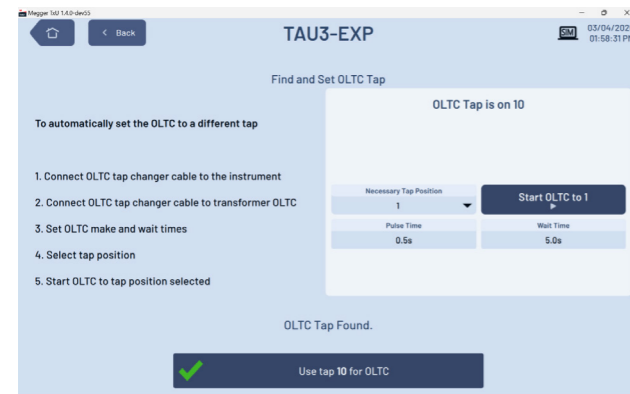 Megger TxU 1.4.0-dev55
Back
TAU3-EXP
SIM
03/04/202
01:58:31 P
Find and Set OLTC Tap
OLTC Tap is on 10
To automatically set the OLTC to a different tap
1. Connect OLTC tap changer cable to the instrument
2. Connect OLTC tap changer cable to transformer OLTC
3. Set OLTC make and wait times
4. Select tap position
5. Start OLTC to tap position selected
Necessary Tap Position
1
Start OLTC to 1
Pulse Time
0.5s
Wait Time
5.0s
OLTC Tap Found.
Use tap 10 for OLTC